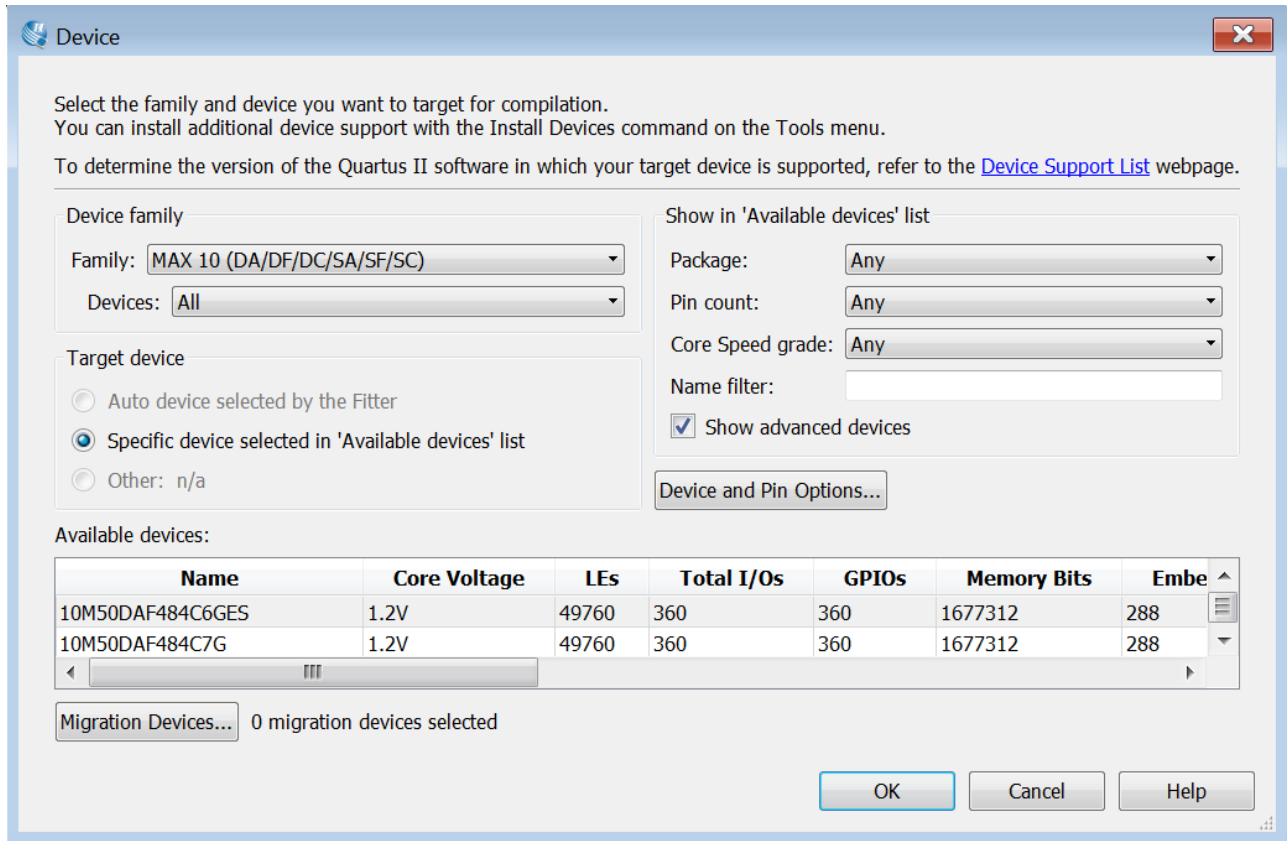 Device
Select the family and device you want to target for compilation.
You can install additional device support with the Install Devices command on the Tools menu.
To determine the version of the Quartus II software in which your target device is supported, refer to the Device Support List webpage.
Device family
Family: MAX 10 (DA/DF/DC/SA/SF/SC)
Devices: All
Target device
Auto device selected by the Fitter
Specific device selected in 'Available devices' list
Other: n/a
Show in 'Available devices' list
Package: Any
Pin count: Any
Core Speed grade: Any
Name filter:
Show advanced devices
Device and Pin Options...
Available devices:
Name Core Voltage LEs Total I/Os GPIOs Memory Bits Embe
10M50DAF484C6GES 1.2V 49760 360 360 1677312 288
10M50DAF484C7G 1.2V 49760 360 360 1677312 288
Migration Devices... 0 migration devices selected
OK Cancel Help